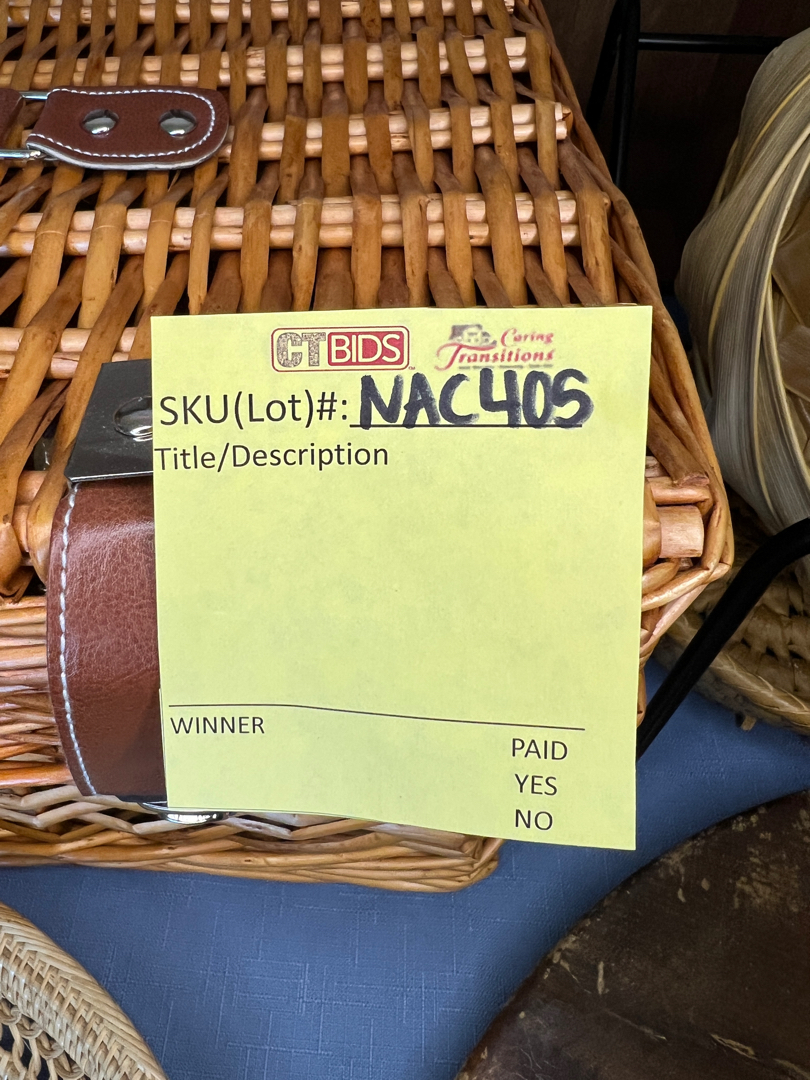 CTBIDS Caring Transitions
SKU(Lot)#: NAC405
Title/Description
WINNER
PAID
YES
NO